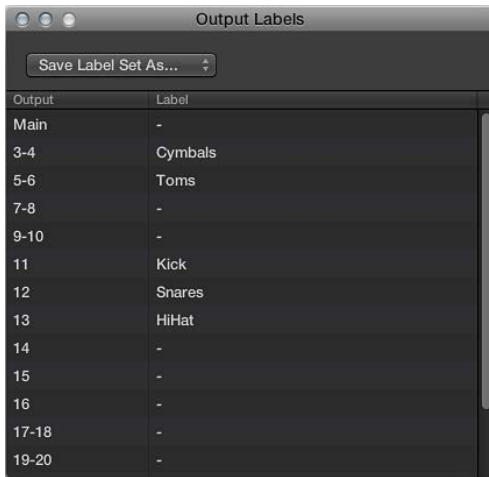 Output Labels
Save Label Set As...
Output Label
Main -
3-4 Cymbals
5-6 Toms
7-8 -
9-10 -
11 Kick
12 Snares
13 HiHat
14 -
15 -
16 -
17-18 -
19-20 -